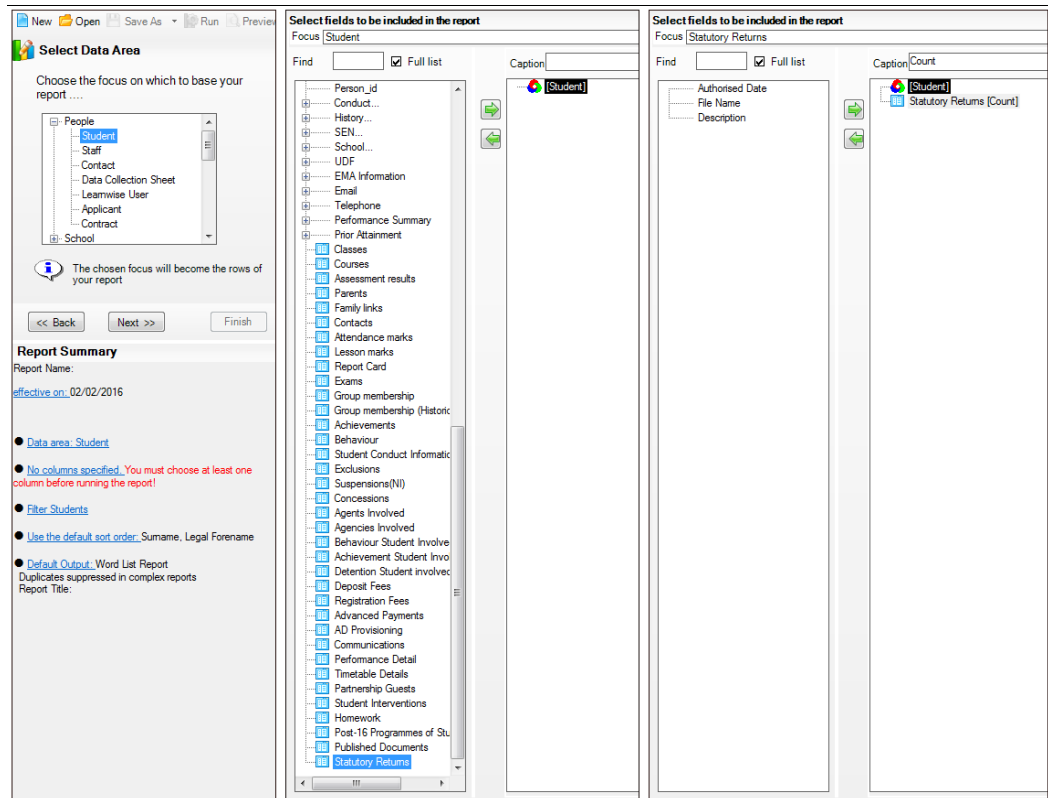 New Open Save As Run Preview
Select Data Area
Choose the focus on which to base your
report ....
People
Student
Staff
Contact
Data Collection Sheet
Learnwise User
Applicant
Contract
School
The chosen focus will become the rows of
your report
<< Back Next >> Finish
Report Summary
Report Name:
effective on: 02/02/2016
Data area: Student
No columns specified. You must choose at least one
column before running the report!
Filter Students
Use the default sort order: Surname, Legal Forename
Default Output: Word List Report
Duplicates suppressed in complex reports
Report Title:
Select fields to be included in the report
Focus Student
Find Full list Caption
Person_id
Conduct...
History...
SEN...
School...
UDF
EMA Information
Email
Telephone
Performance Summary
Prior Attainment
Classes
Courses
Assessment results
Parents
Family links
Contacts
Attendance marks
Lesson marks
Report Card
Exams
Group membership
Group membership (Historic
Achievements
Behaviour
Student Conduct Informatic
Exclusions
Suspensions(NI)
Concessions
Agents Involved
Agencies Involved
Behaviour Student Involve
Achievement Student Invo
Detention Student involved
Deposit Fees
Registration Fees
Advanced Payments
AD Provisioning
Communications
Performance Detail
Timetable Details
Partnership Guests
Student Interventions
Homework
Post-16 Programmes of Stu
Published Documents
Statutory Returns
[Student]
Select fields to be included in the report
Focus Statutory Returns
Find Full list Caption Count
Authorised Date
File Name
Description
[Student]
Statutory Returns [Count]